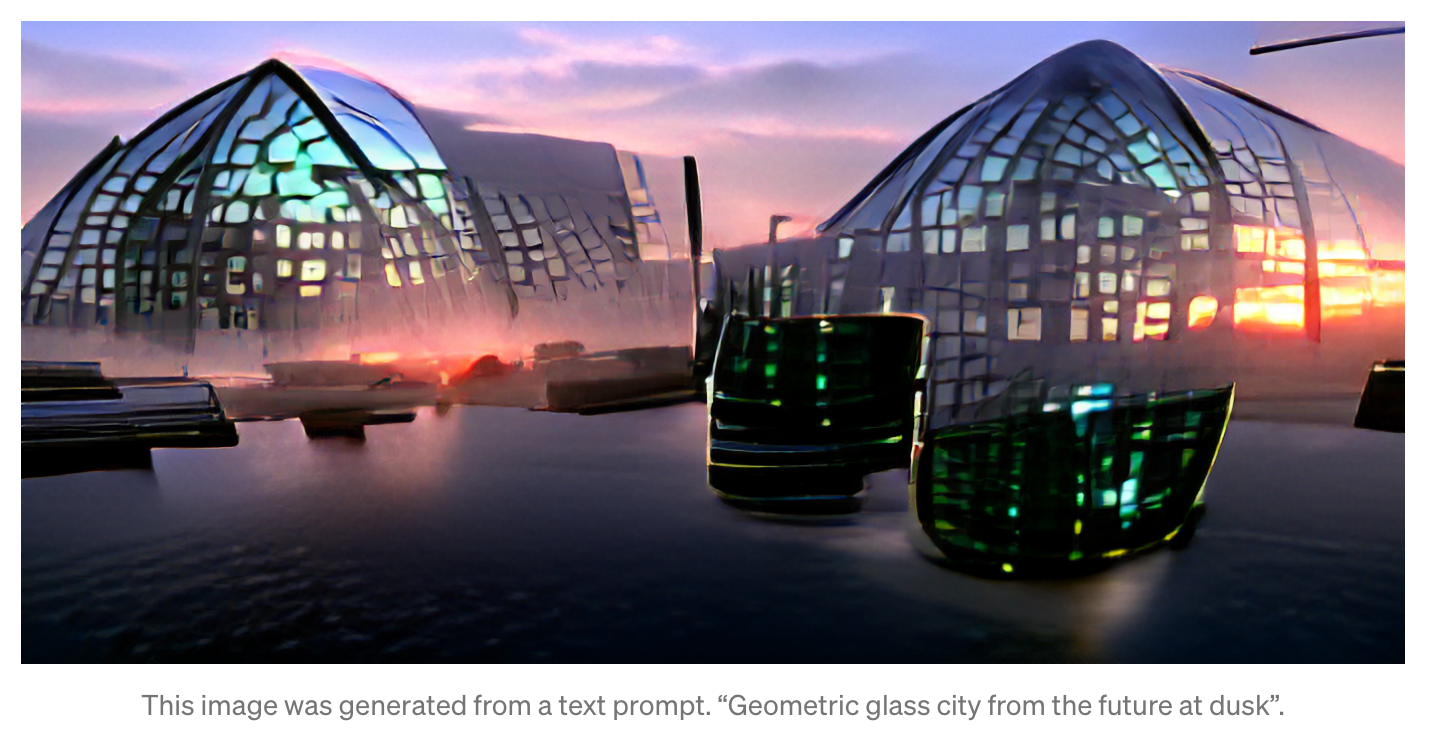 This image was generated from a text prompt. “Geometric glass city from the future at dusk”.